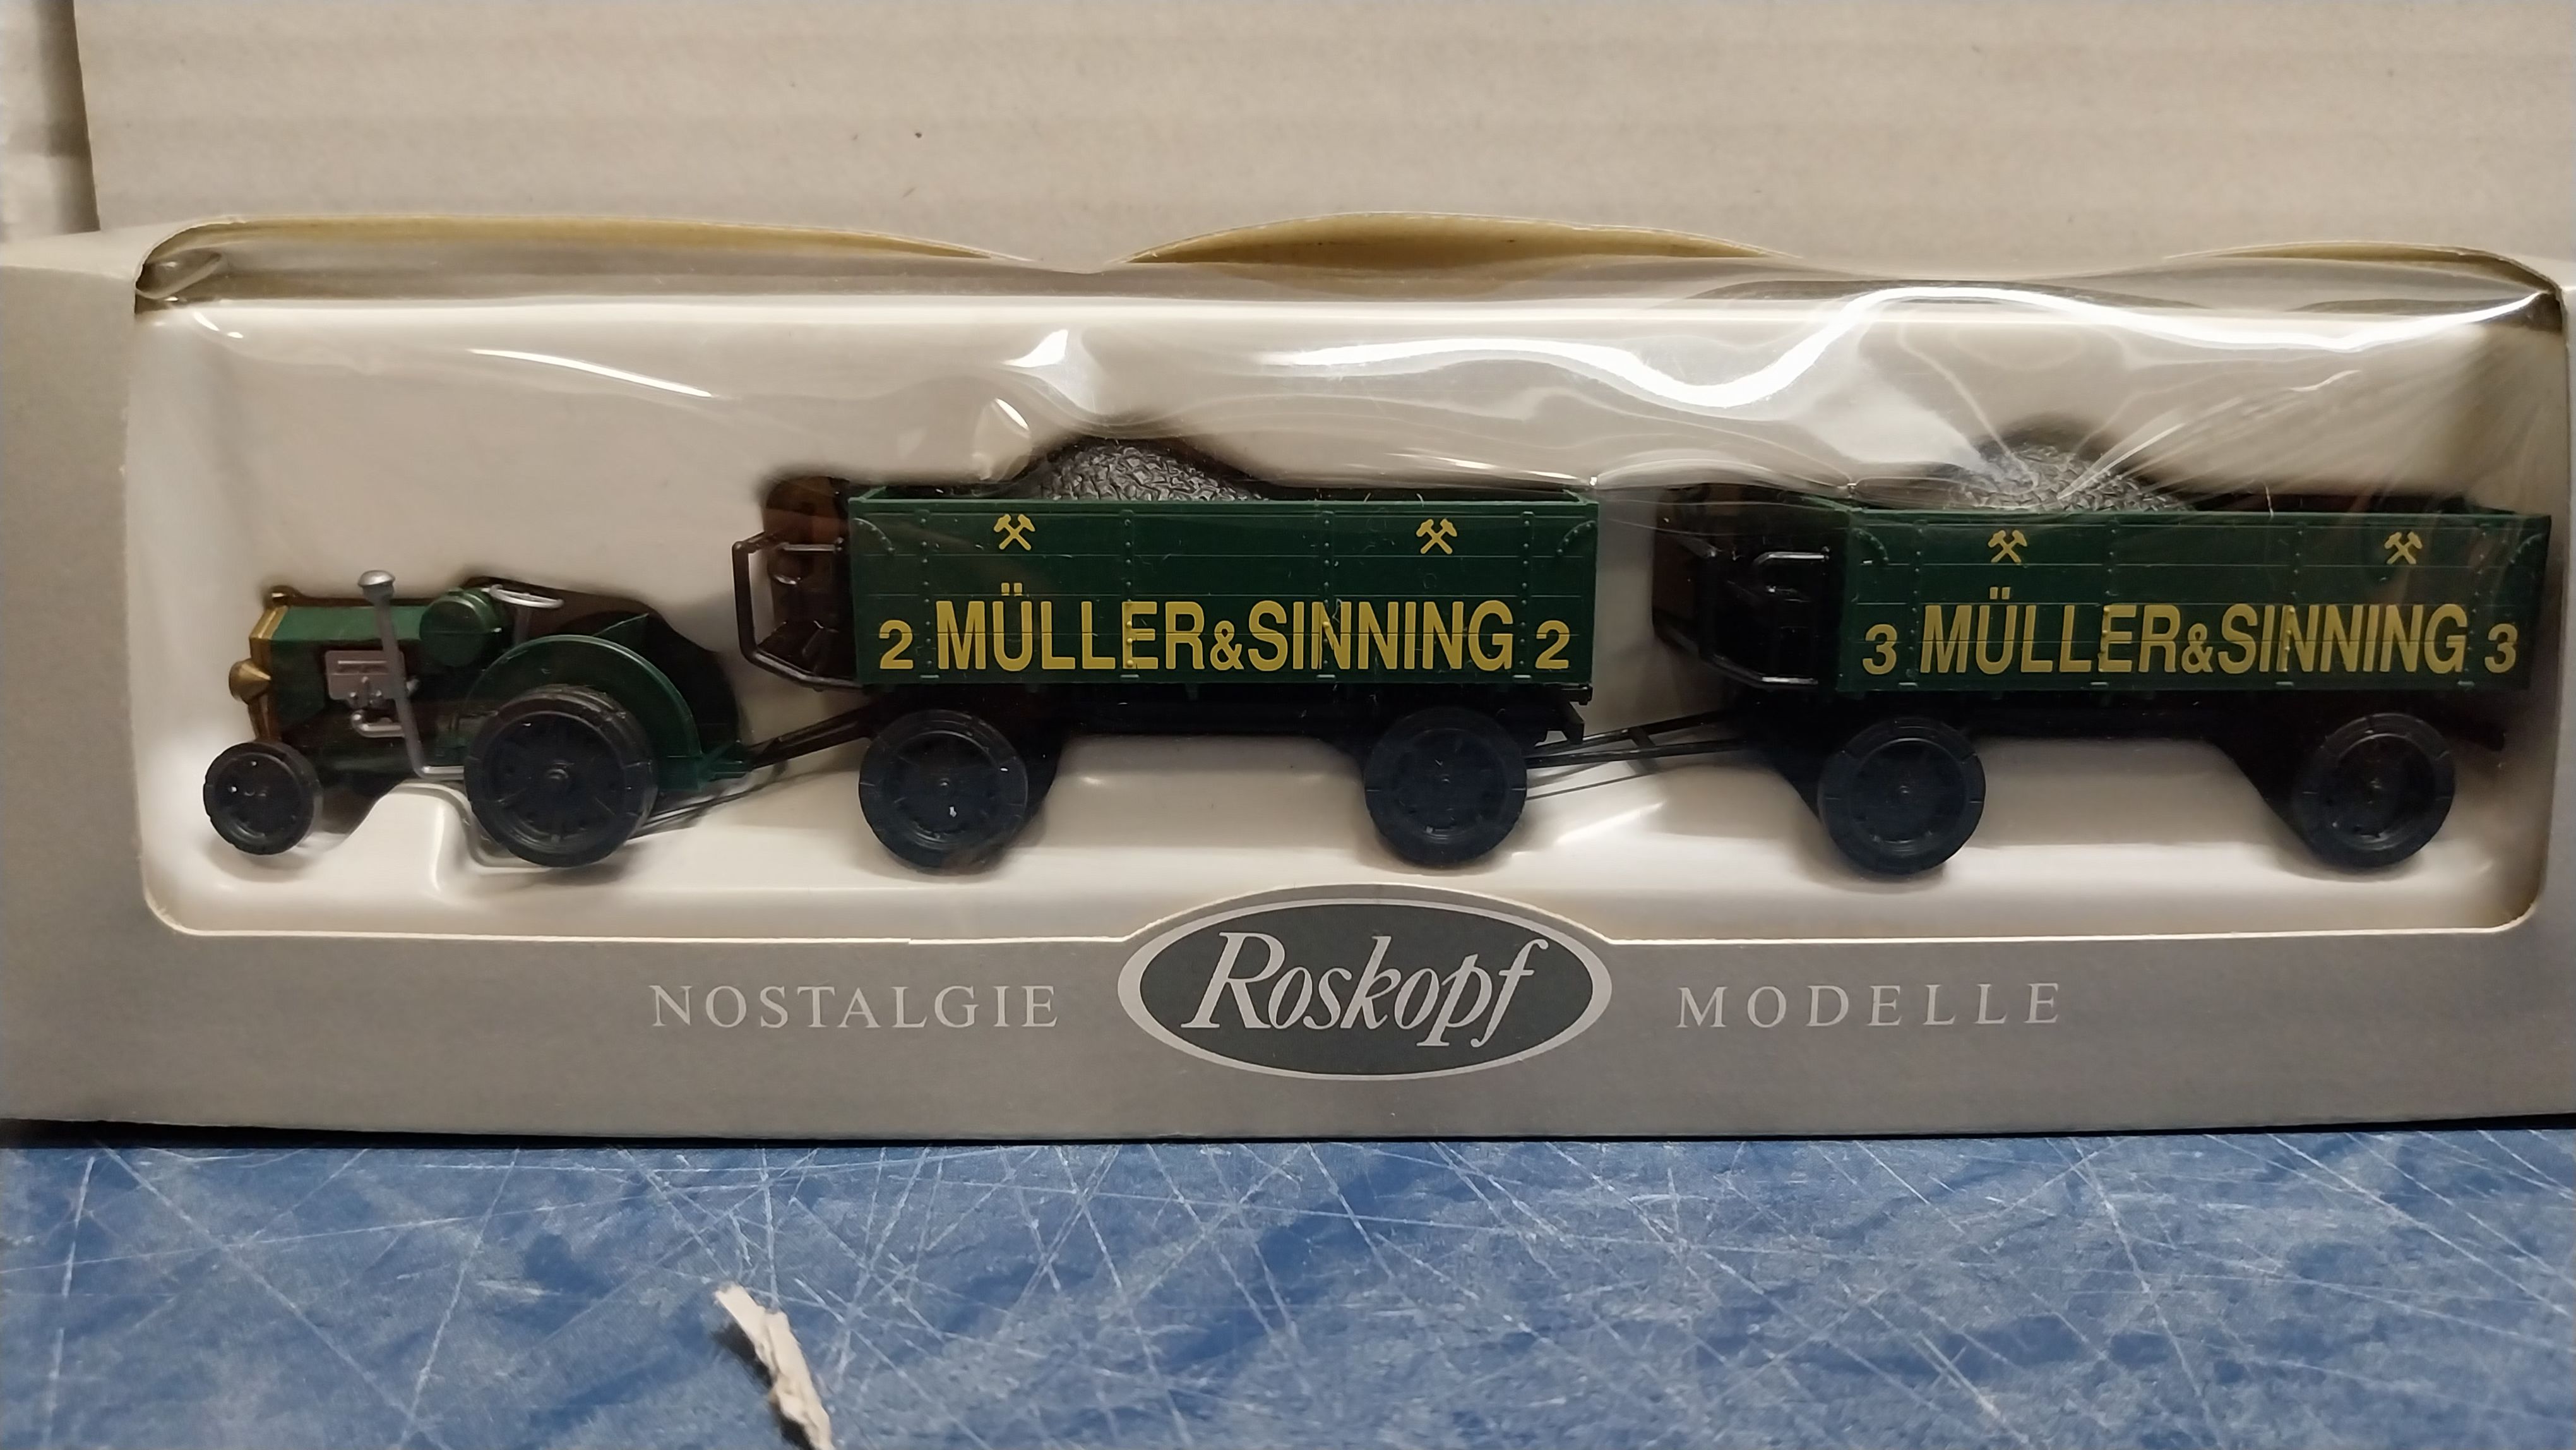 2 MÜLLER&SINNING 2
3 MÜLLER&SINNING 3
NOSTALGIE Roskopf MODELLE